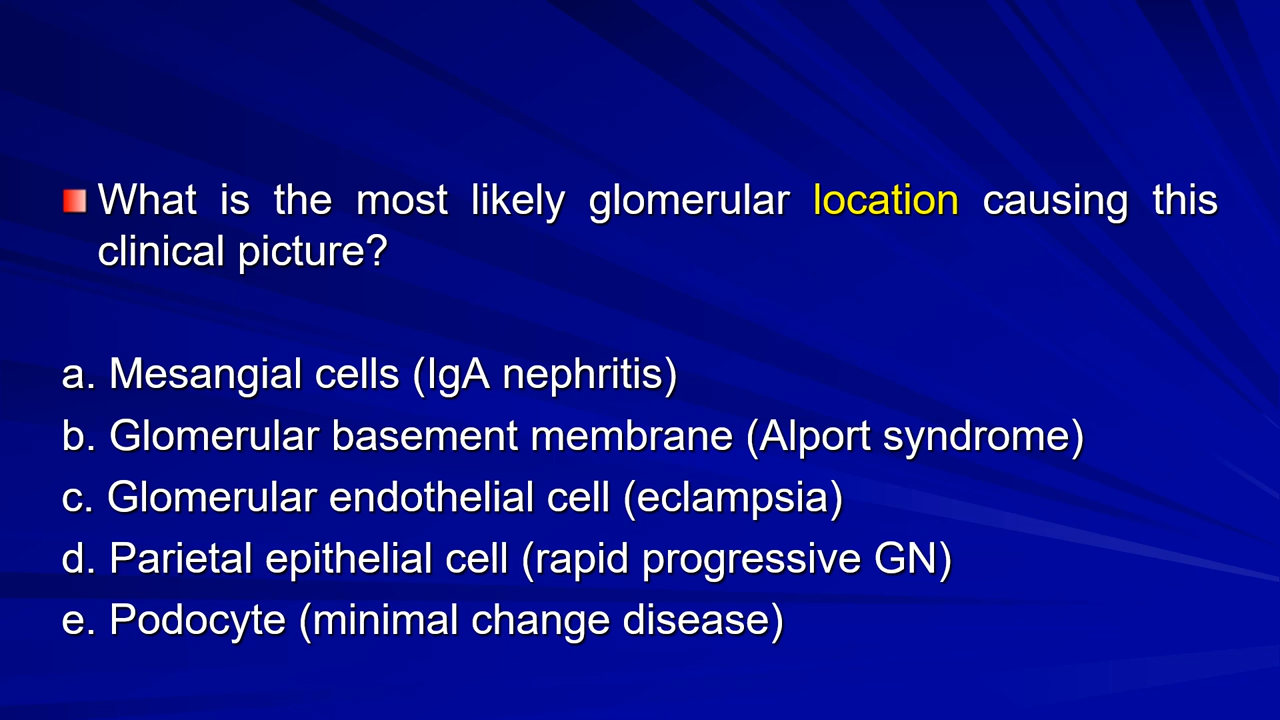 What is the most likely glomerular location causing this
clinical picture?
a. Mesangial cells (IgA nephritis)
b. Glomerular basement membrane (Alport syndrome)
c. Glomerular endothelial cell (eclampsia)
d. Parietal epithelial cell (rapid progressive GN)
e. Podocyte (minimal change disease)